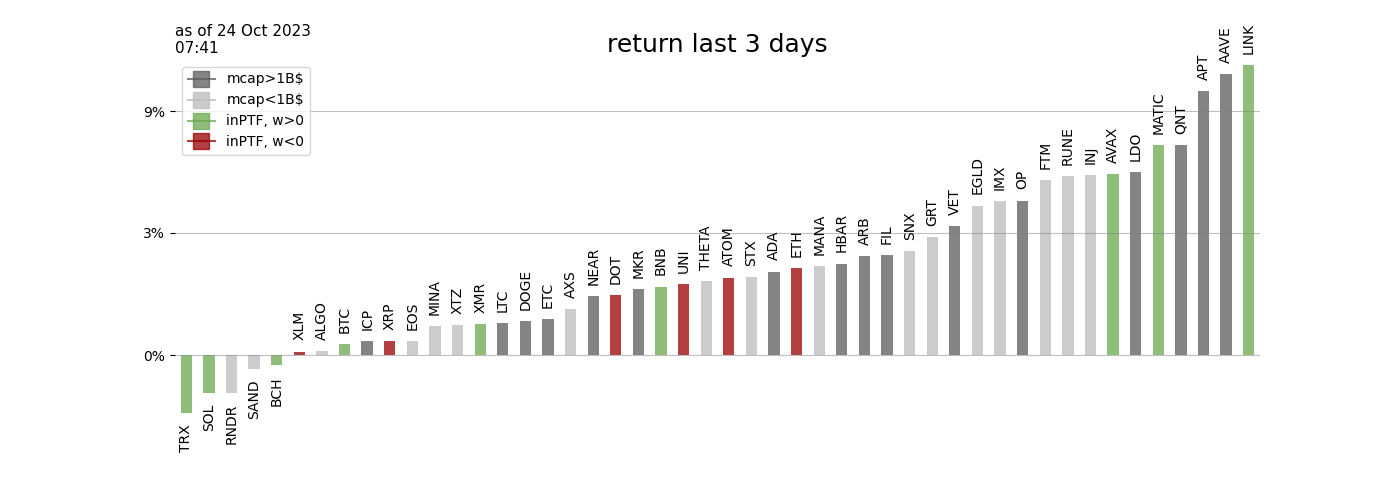 as of 24 Oct 2023
07:41
return last 3 days
mcap>1B$
mcap<1B$
inPTF, w>0
inPTF, w<0
9%
3%
0%
TRX
SOL
RNDR
SAND
BCH
XLM
ALGO
BTC
ICP
XRP
EOS
MINA
XTZ
XMR
LTC
DOGE
ETC
AXS
NEAR
DOT
MKR
BNB
UNI
THETA
ATOM
STX
ADA
ETH
MANA
HBAR
ARB
FIL
SNX
GRT
VET
EGLD
IMX
OP
FTM
RUNE
INJ
AVAX
LDO
MATIC
QNT
APT
AAVE
LINK